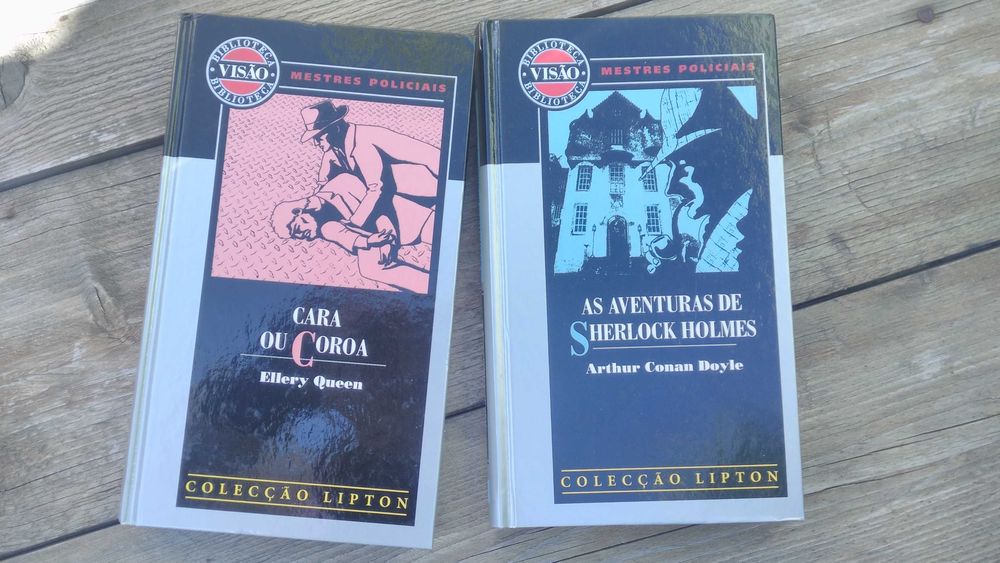 BIBLIOTECA
VISÃO
BIBLIOTECA
MESTRES POLICIAIS
CARA
OU COROA
Ellery Queen
COLECÇÃO LIPTON
BIBLIOTECA
VISÃO
BIBLIOTECA
MESTRES POLICIAIS
AS AVENTURAS DE
SHERLOCK HOLMES
Arthur Conan Doyle
COLECÇÃO LIPTON